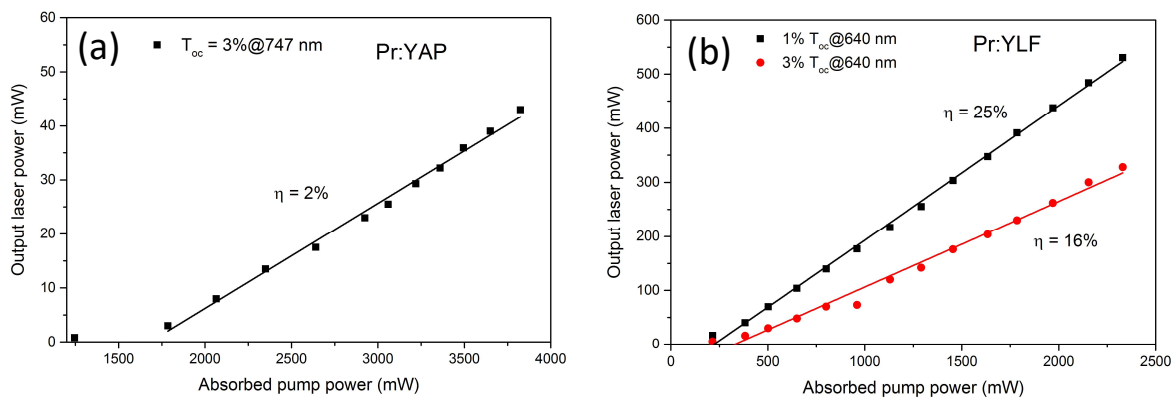 (a)
T_oc = 3%@747 nm
Pr:YAP
η = 2%
Output laser power (mW)
60
50
40
30
20
10
0
1500
2000
2500
3000
3500
4000
Absorbed pump power (mW)
(b)
1% T_oc@640 nm
3% T_oc@640 nm
Pr:YLF
η = 25%
η = 16%
Output laser power (mW)
600
500
400
300
200
100
0
0
500
1000
1500
2000
2500
Absorbed pump power (mW)